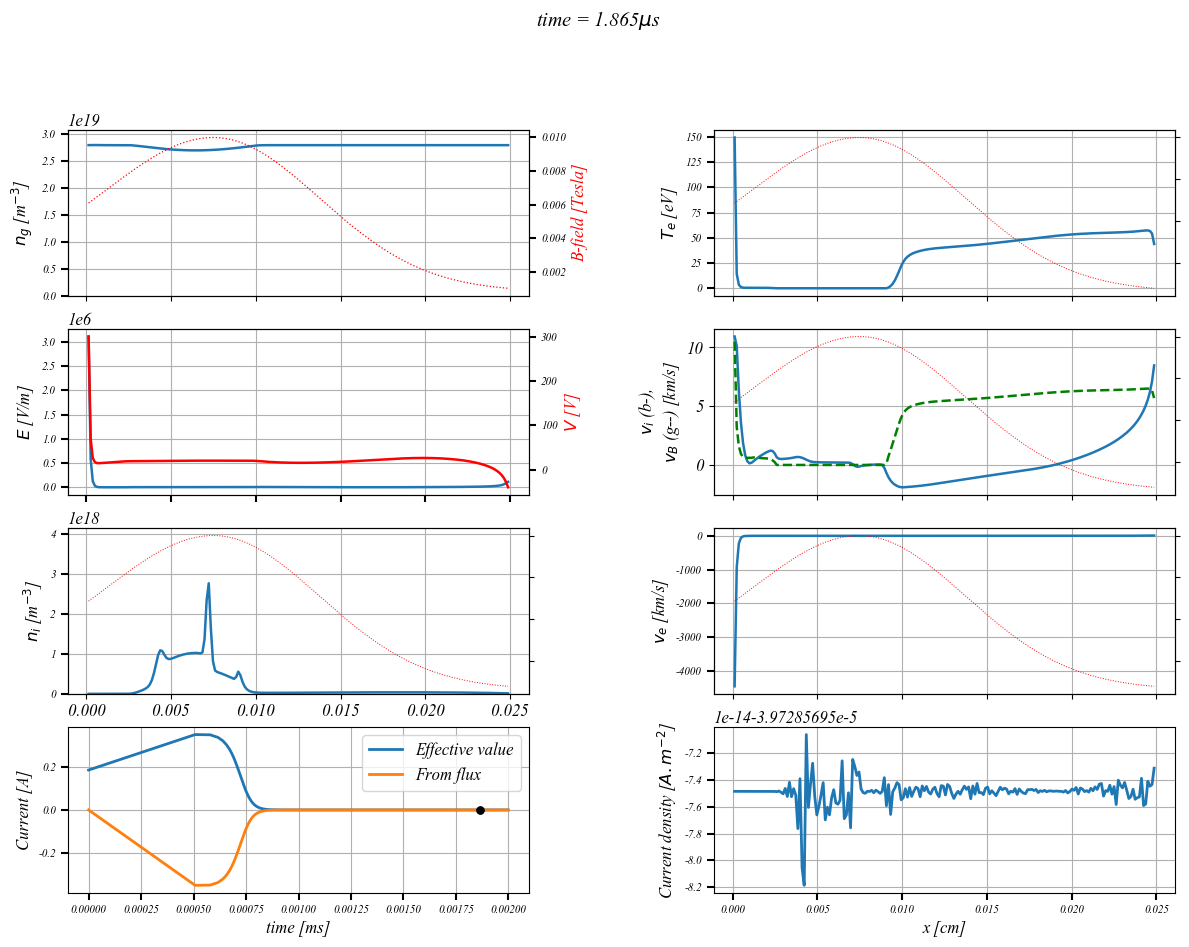 time = 1.865μs
1e19
3.0
2.5
2.0
1.5
1.0
0.5
0.0
n_g [m^{-3}]
0.010
0.008
0.006
0.004
0.002
B-field [Tesla]
150
125
100
75
50
25
0
T_e [eV]
1e6
3.0
2.5
2.0
1.5
1.0
0.5
0.0
E [V/m]
300
200
100
0
V [V]
10
5
0
v_i (b-),
v_B (g--) [km/s]
1e18
4
3
2
1
0
n_i [m^{-3}]
0.000 0.005 0.010 0.015 0.020 0.025
0
-1000
-2000
-3000
-4000
v_e [km/s]
0.2
0.0
-0.2
Current [A]
Effective value
From flux
0.00000 0.00025 0.00050 0.00075 0.00100 0.00125 0.00150 0.00175 0.00200
time [ms]
1e-14-3.97285695e-5
-7.2
-7.4
-7.6
-7.8
-8.0
-8.2
Current density [A.m^{-2}]
0.000 0.005 0.010 0.015 0.020 0.025
x [cm]